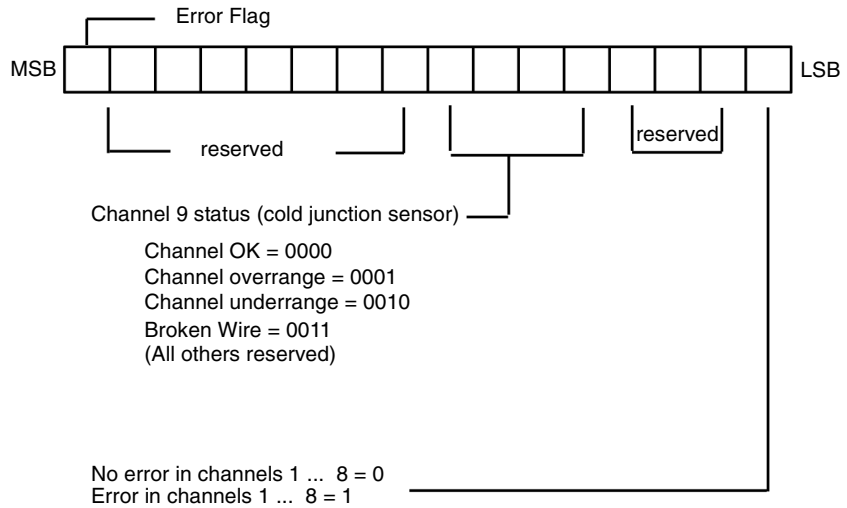 Error Flag
MSB LSB
reserved reserved
Channel 9 status (cold junction sensor)
Channel OK = 0000
Channel overrange = 0001
Channel underrange = 0010
Broken Wire = 0011
(All others reserved)
No error in channels 1 ... 8 = 0
Error in channels 1 ... 8 = 1